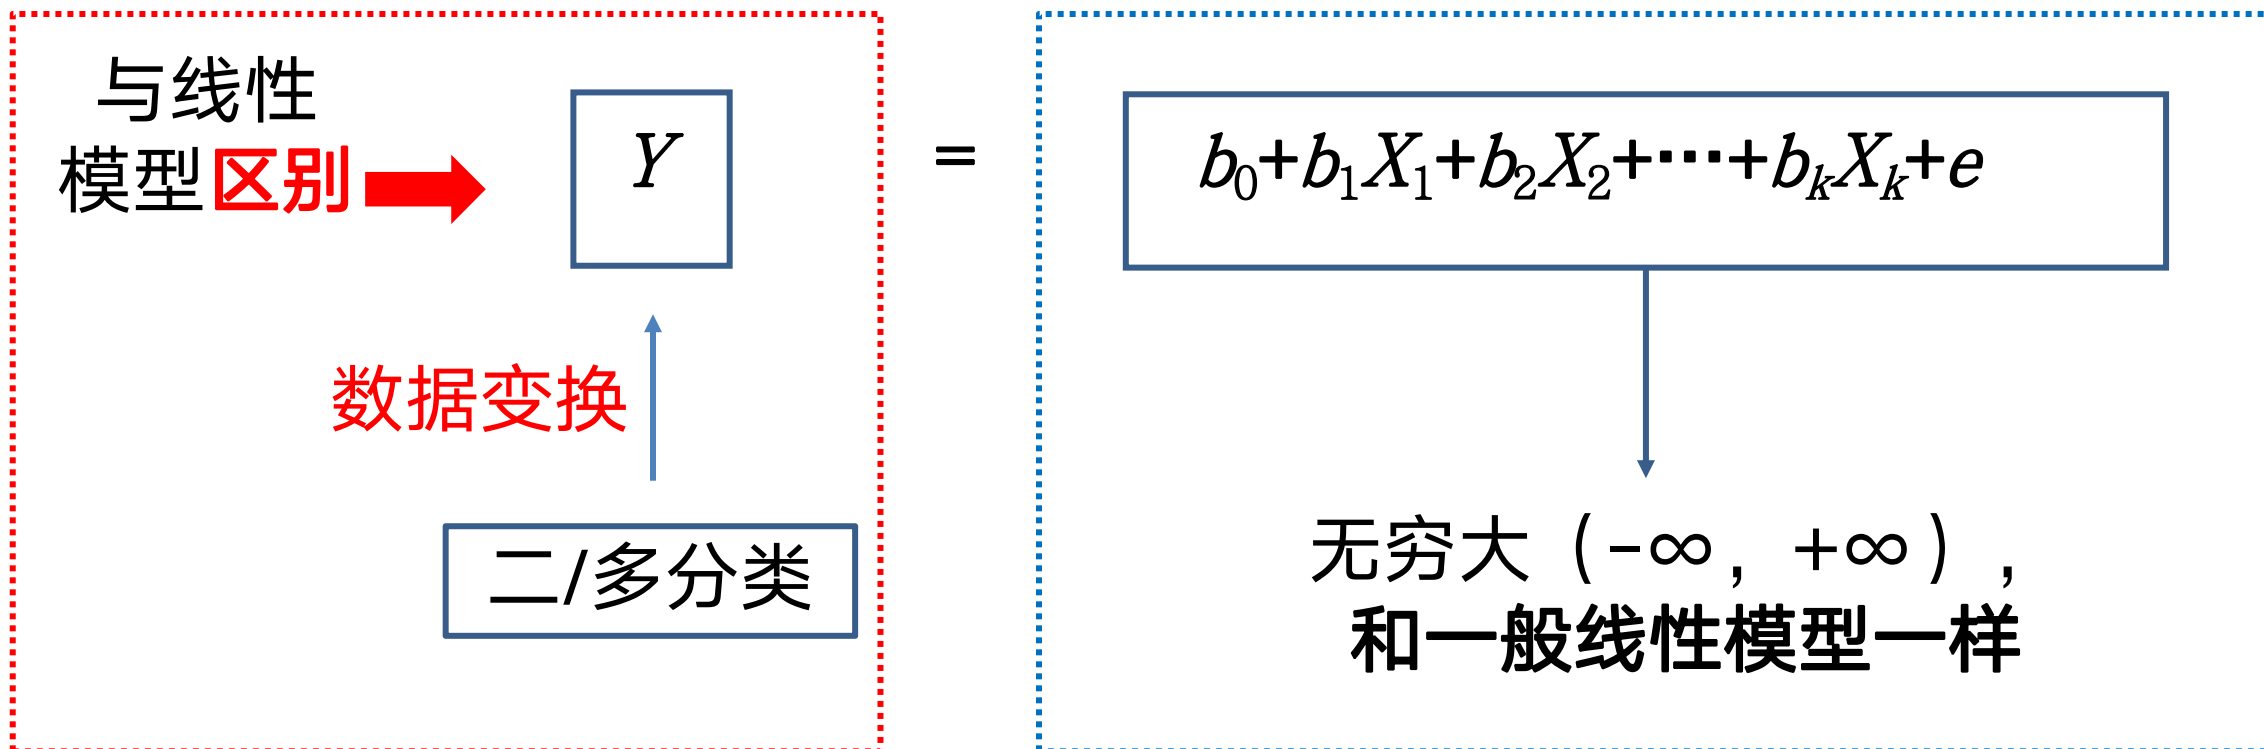 与线性
模型区别
Y
=
b₀+b₁X₁+b₂X₂+⋯+bₖXₖ+e
数据变换
二/多分类
无穷大（-∞，+∞），
和一般线性模型一样